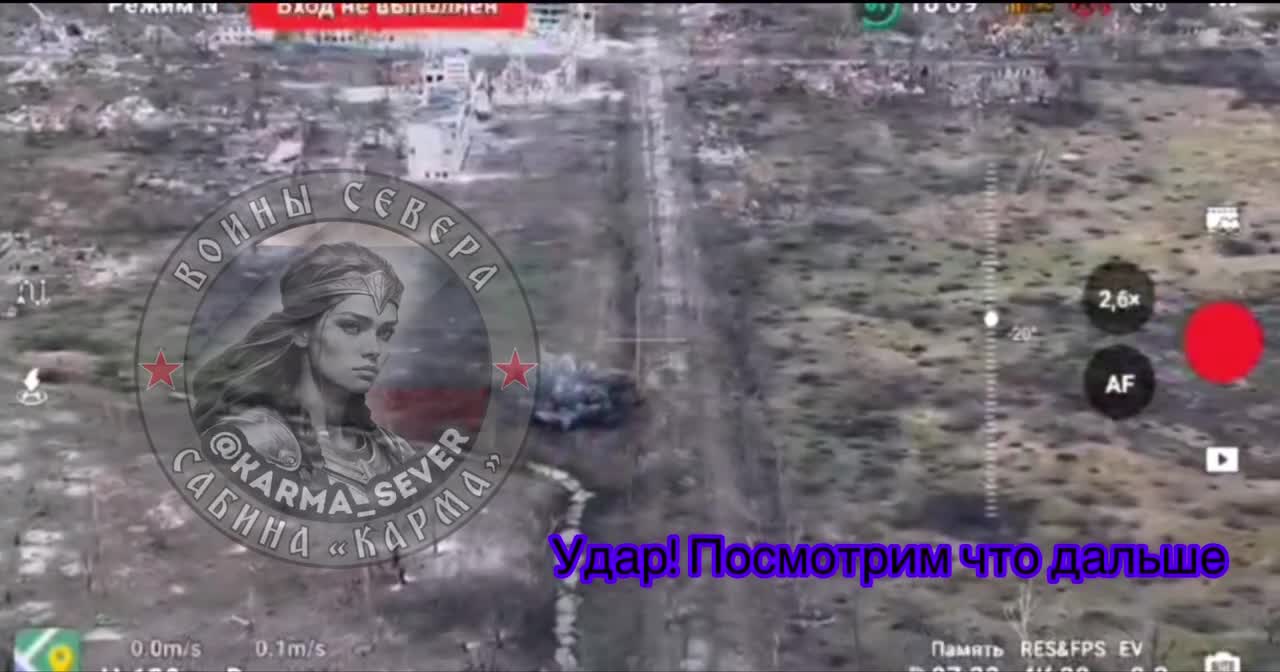 Режим N
Вход не выполнен
ВОИНЫ СЕВЕРА
2,6×
-20°
AF
@KARMA_SEVER
САБИНА «КАРМА»
Удар! Посмотрим что дальше
0.0m/s 0.1m/s
Память RES&FPS EV